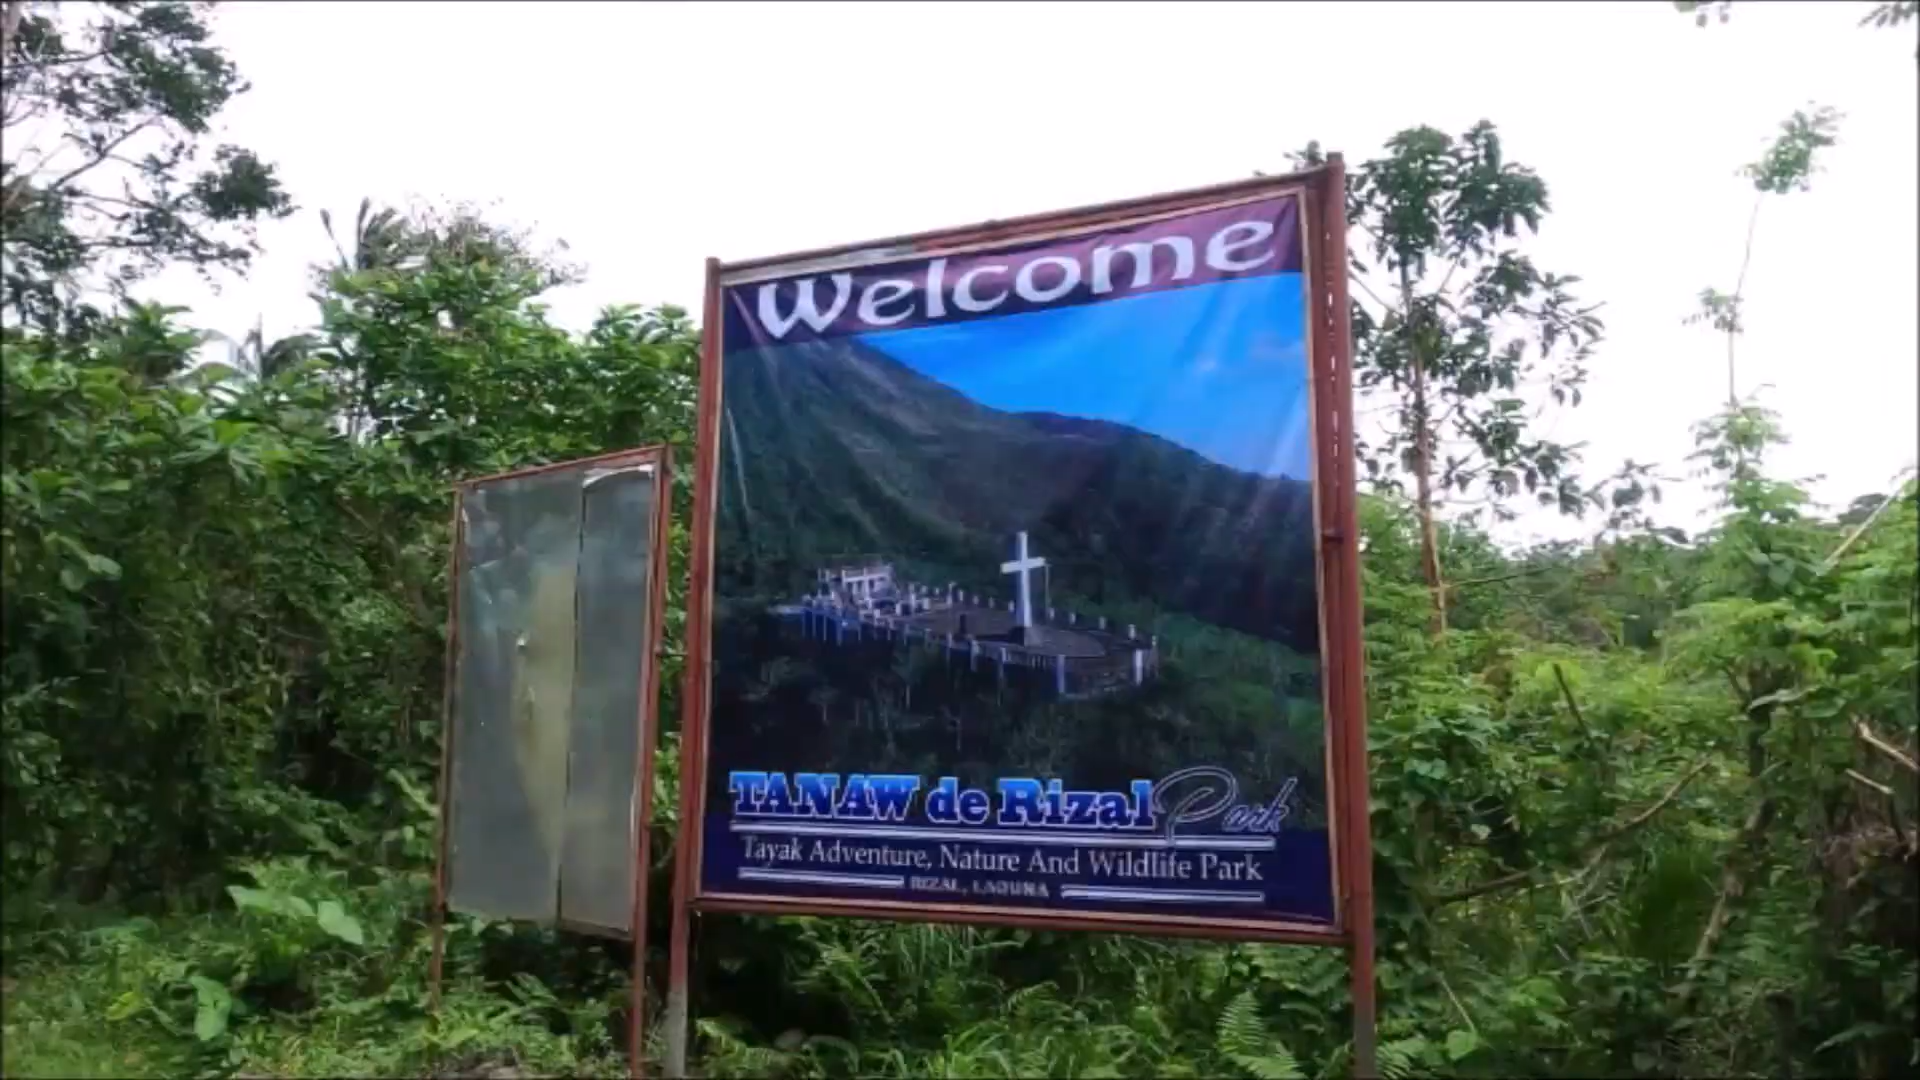 Welcome
TANAW de Rizal Park
Tayak Adventure, Nature And Wildlife Park
RIZAL, LAGUNA